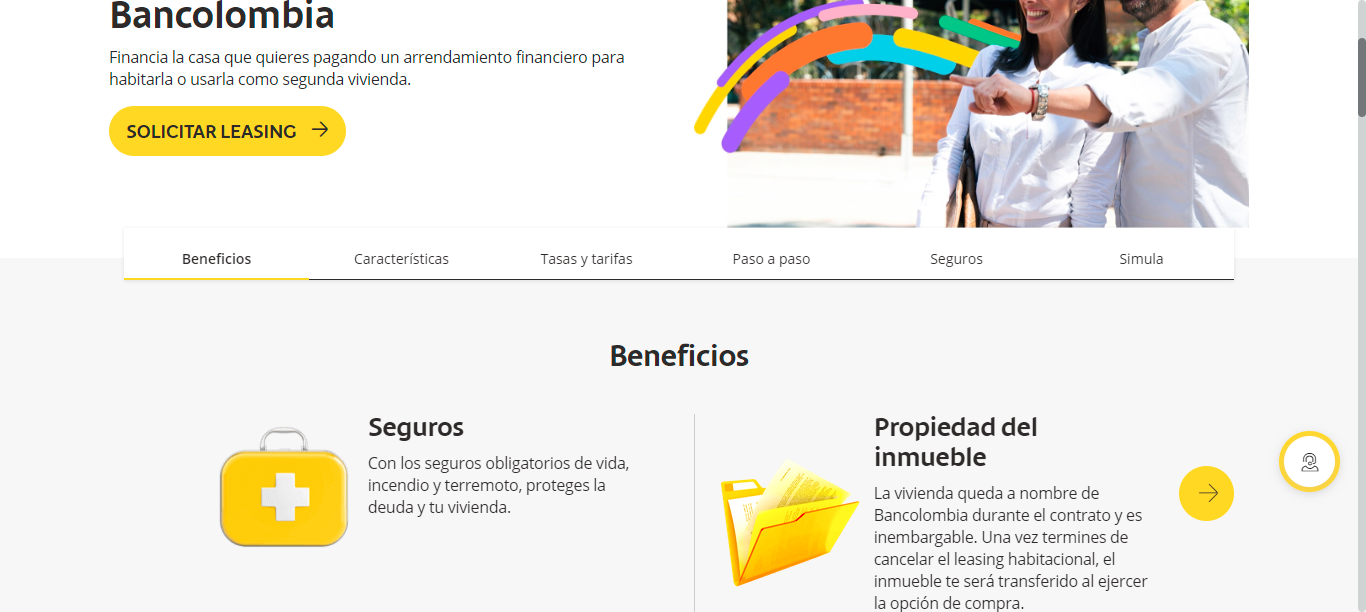 Bancolombia
Financia la casa que quieres pagando un arrendamiento financiero para
habitarla o usarla como segunda vivienda.
SOLICITAR LEASING
Beneficios
Características
Tasas y tarifas
Paso a paso
Seguros
Simula
Beneficios
Seguros
Con los seguros obligatorios de vida,
incendio y terremoto, proteges la
deuda y tu vivienda.
Propiedad del
inmueble
La vivienda queda a nombre de
Bancolombia durante el contrato y es
inembargable. Una vez termines de
cancelar el leasing habitacional, el
inmueble te será transferido al ejercer
la opción de compra.